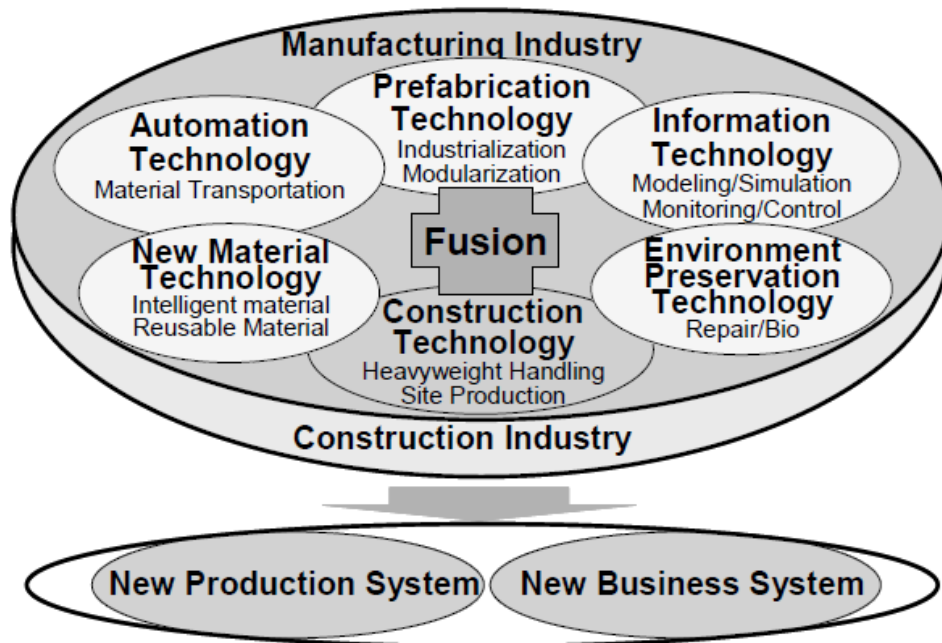 Manufacturing Industry
Prefabrication
Technology
Industrialization
Modularization
Automation
Technology
Material Transportation
Information
Technology
Modeling/Simulation
Monitoring/Control
Fusion
New Material
Technology
Intelligent material
Reusable Material
Environment
Preservation
Technology
Repair/Bio
Construction
Technology
Heavyweight Handling
Site Production
Construction Industry
New Production System
New Business System